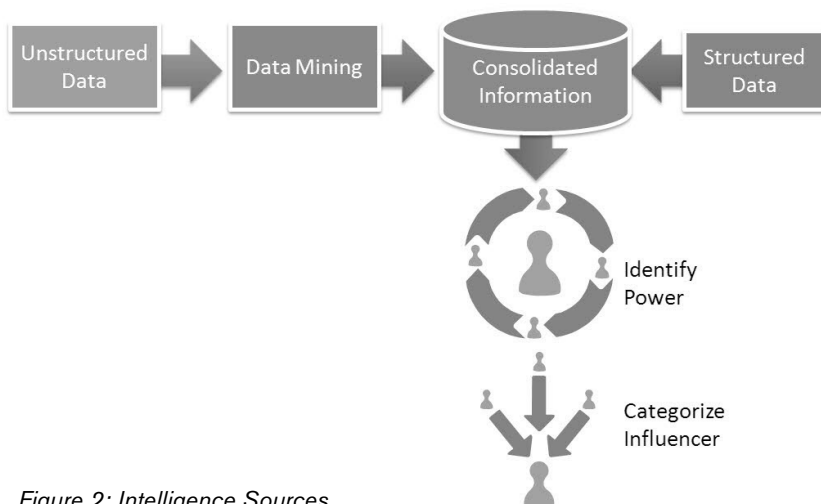 Unstructured
Data
Data Mining
Consolidated
Information
Structured
Data
Identify
Power
Categorize
Influencer
Figure 2: Intelligence Sources